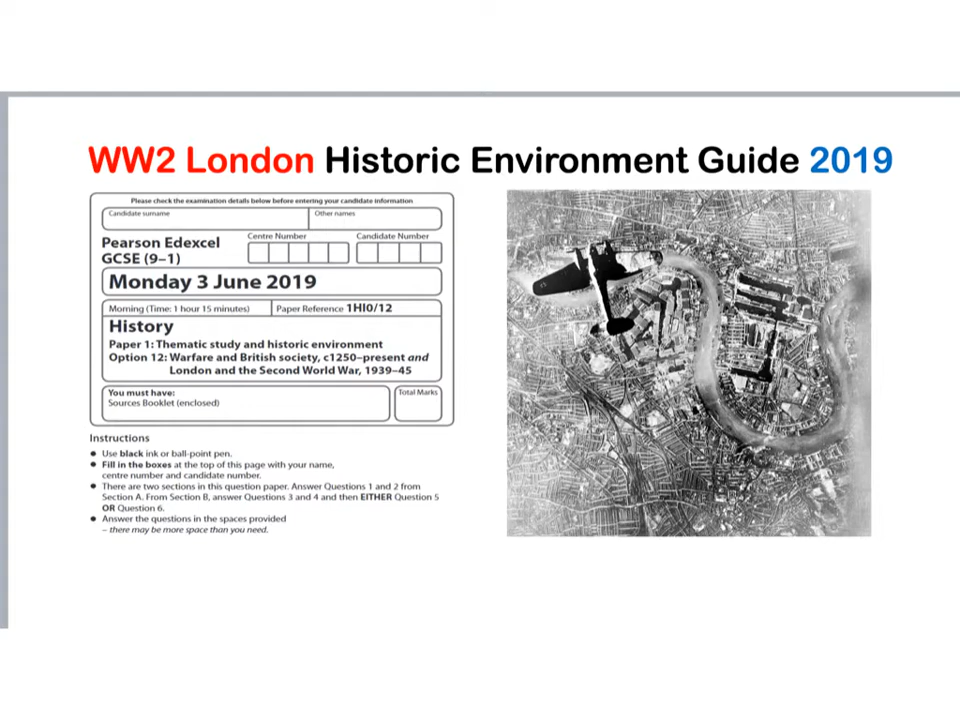 WW2 London Historic Environment Guide 2019
Please check the examination details below before entering your candidate information
Candidate surname
Other names
Centre Number
Candidate Number
Pearson Edexcel
GCSE (9–1)
Monday 3 June 2019
Morning (Time: 1 hour 15 minutes)
Paper Reference 1HI0/12
History
Paper 1: Thematic study and historic environment
Option 12: Warfare and British society, c1250–present and
London and the Second World War, 1939–45
You must have:
Sources Booklet (enclosed)
Total Marks
Instructions
● Use black ink or ball-point pen.
● Fill in the boxes at the top of this page with your name,
centre number and candidate number.
● There are two sections in this question paper. Answer Questions 1 and 2 from
Section A. From Section B, answer Questions 3 and 4 and then EITHER Question 5
OR Question 6.
● Answer the questions in the spaces provided
– there may be more space than you need.